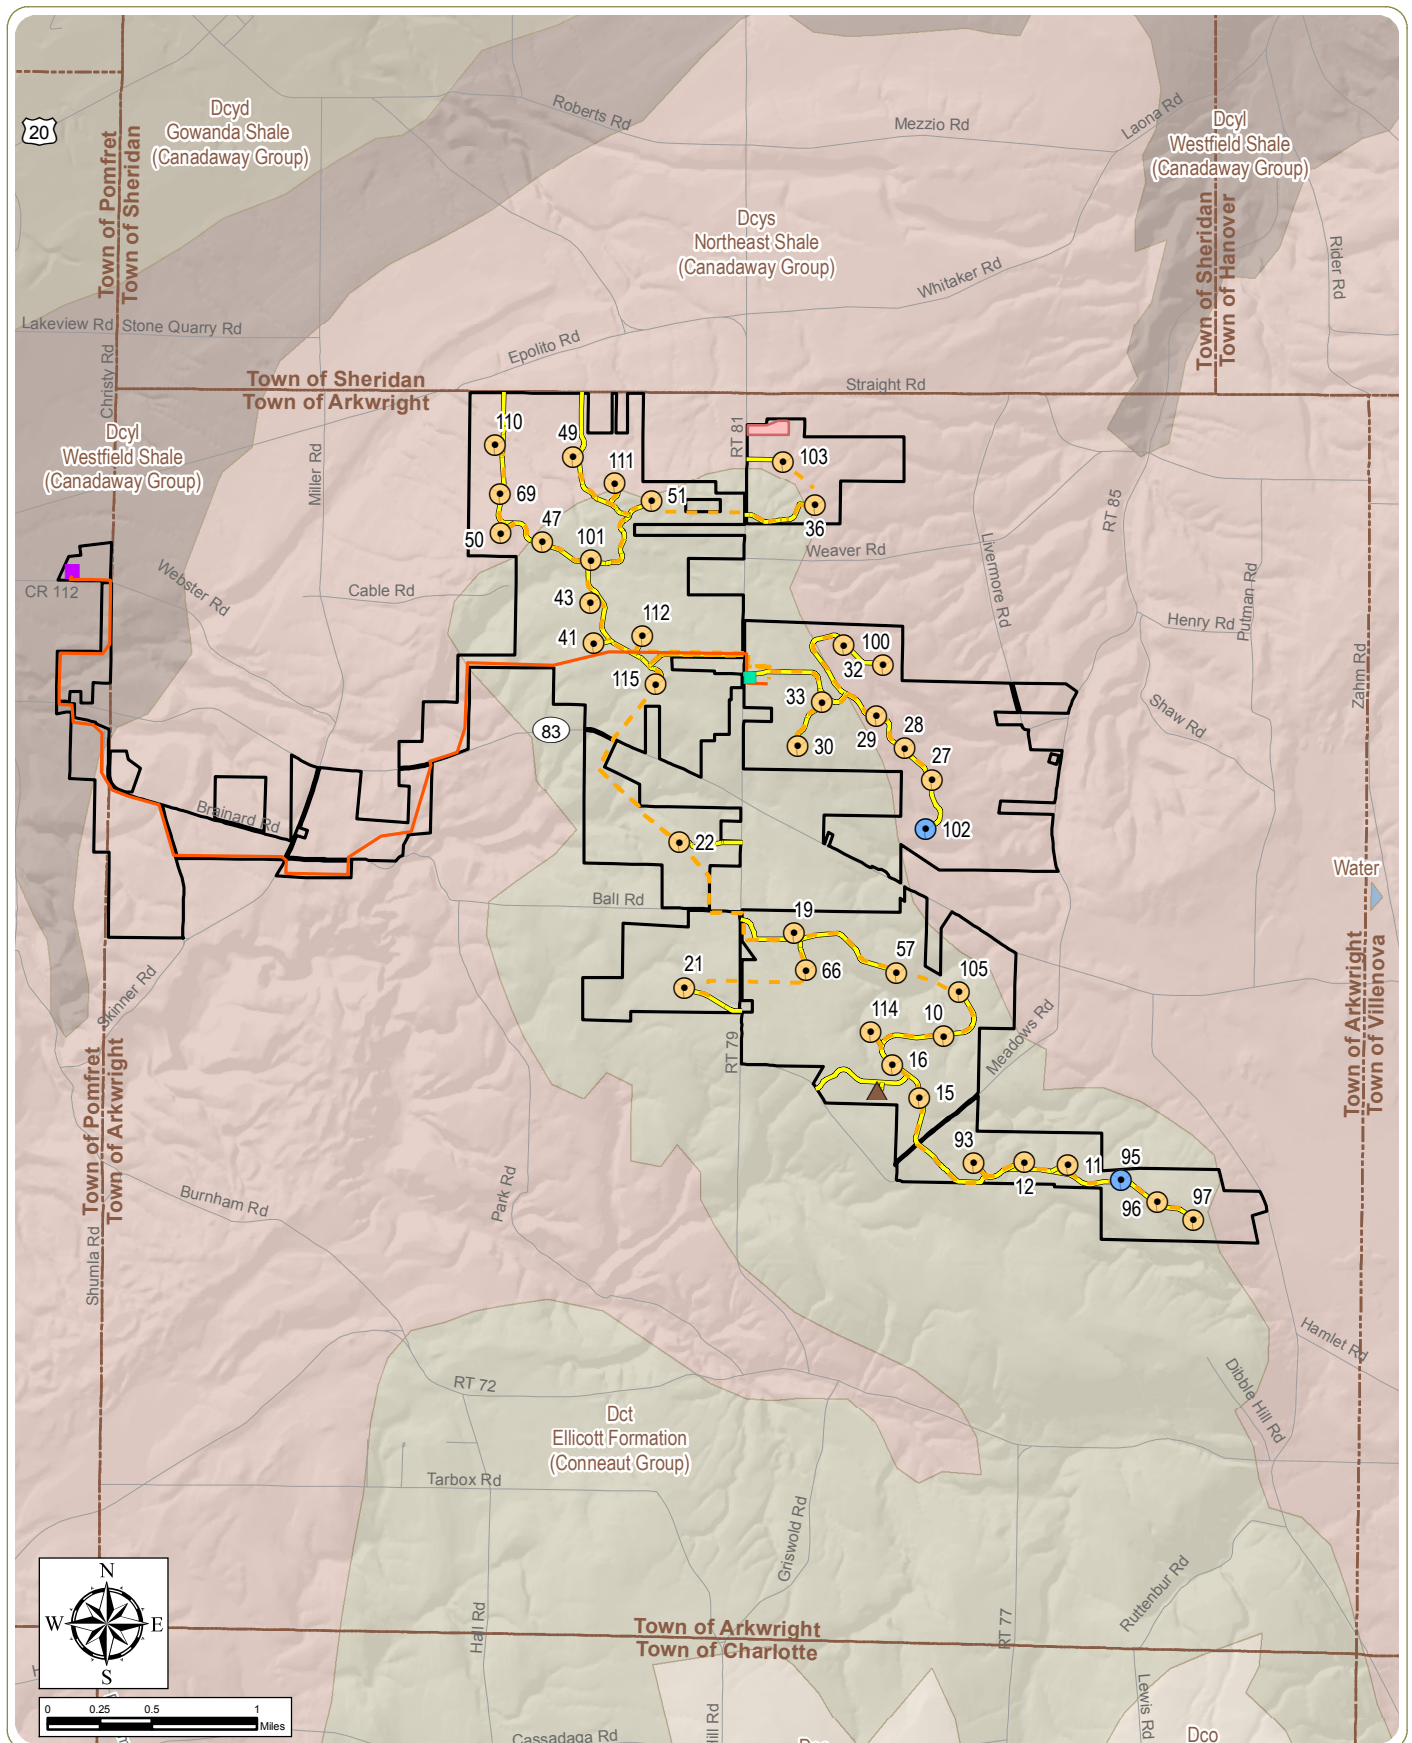 Dcyd
Gowanda Shale
(Canadaway Group)
20
Town of Pomfret
Town of Sheridan
Roberts Rd
Mezzio Rd
Laona Rd
Dcyl
Westfield Shale
(Canadaway Group)
Dcys
Northeast Shale
(Canadaway Group)
Town of Sheridan
Town of Hanover
Rider Rd
Whitaker Rd
Lakeview Rd
Stone Quarry Rd
Epolito Rd
Christy Rd
Town of Sheridan
Town of Arkwright
Straight Rd
Dcyl
Westfield Shale
(Canadaway Group)
Miller Rd
110
49
111
RT 81
103
69
51
RT 85
50
47
101
36
Weaver Rd
Livermore Rd
Putman Rd
CR 112
Webster Rd
Cable Rd
43
112
Henry Rd
41
100
32
Zahm Rd
115
33
Shaw Rd
83
30
29
28
27
Brainard Rd
22
102
Water
Ball Rd
19
57
21
66
105
Skinner Rd
114
10
Meadows Rd
Town of Arkwright
Town of Villenova
RT 79
16
15
Town of Pomfret
Town of Arkwright
93
12
11
95
96
97
Park Rd
Burnham Rd
Shumla Rd
Hamlet Rd
Dibble Hill Rd
RT 72
Dct
Ellicott Formation
(Conneaut Group)
Tarbox Rd
Griswold Rd
Ruttenbur Rd
Hall Rd
RT 77
Town of Arkwright
Town of Charlotte
N
W
E
S
Lewis Rd
0
0.25
0.5
1
Miles
Cassadaga Rd
Hill Rd
Dco